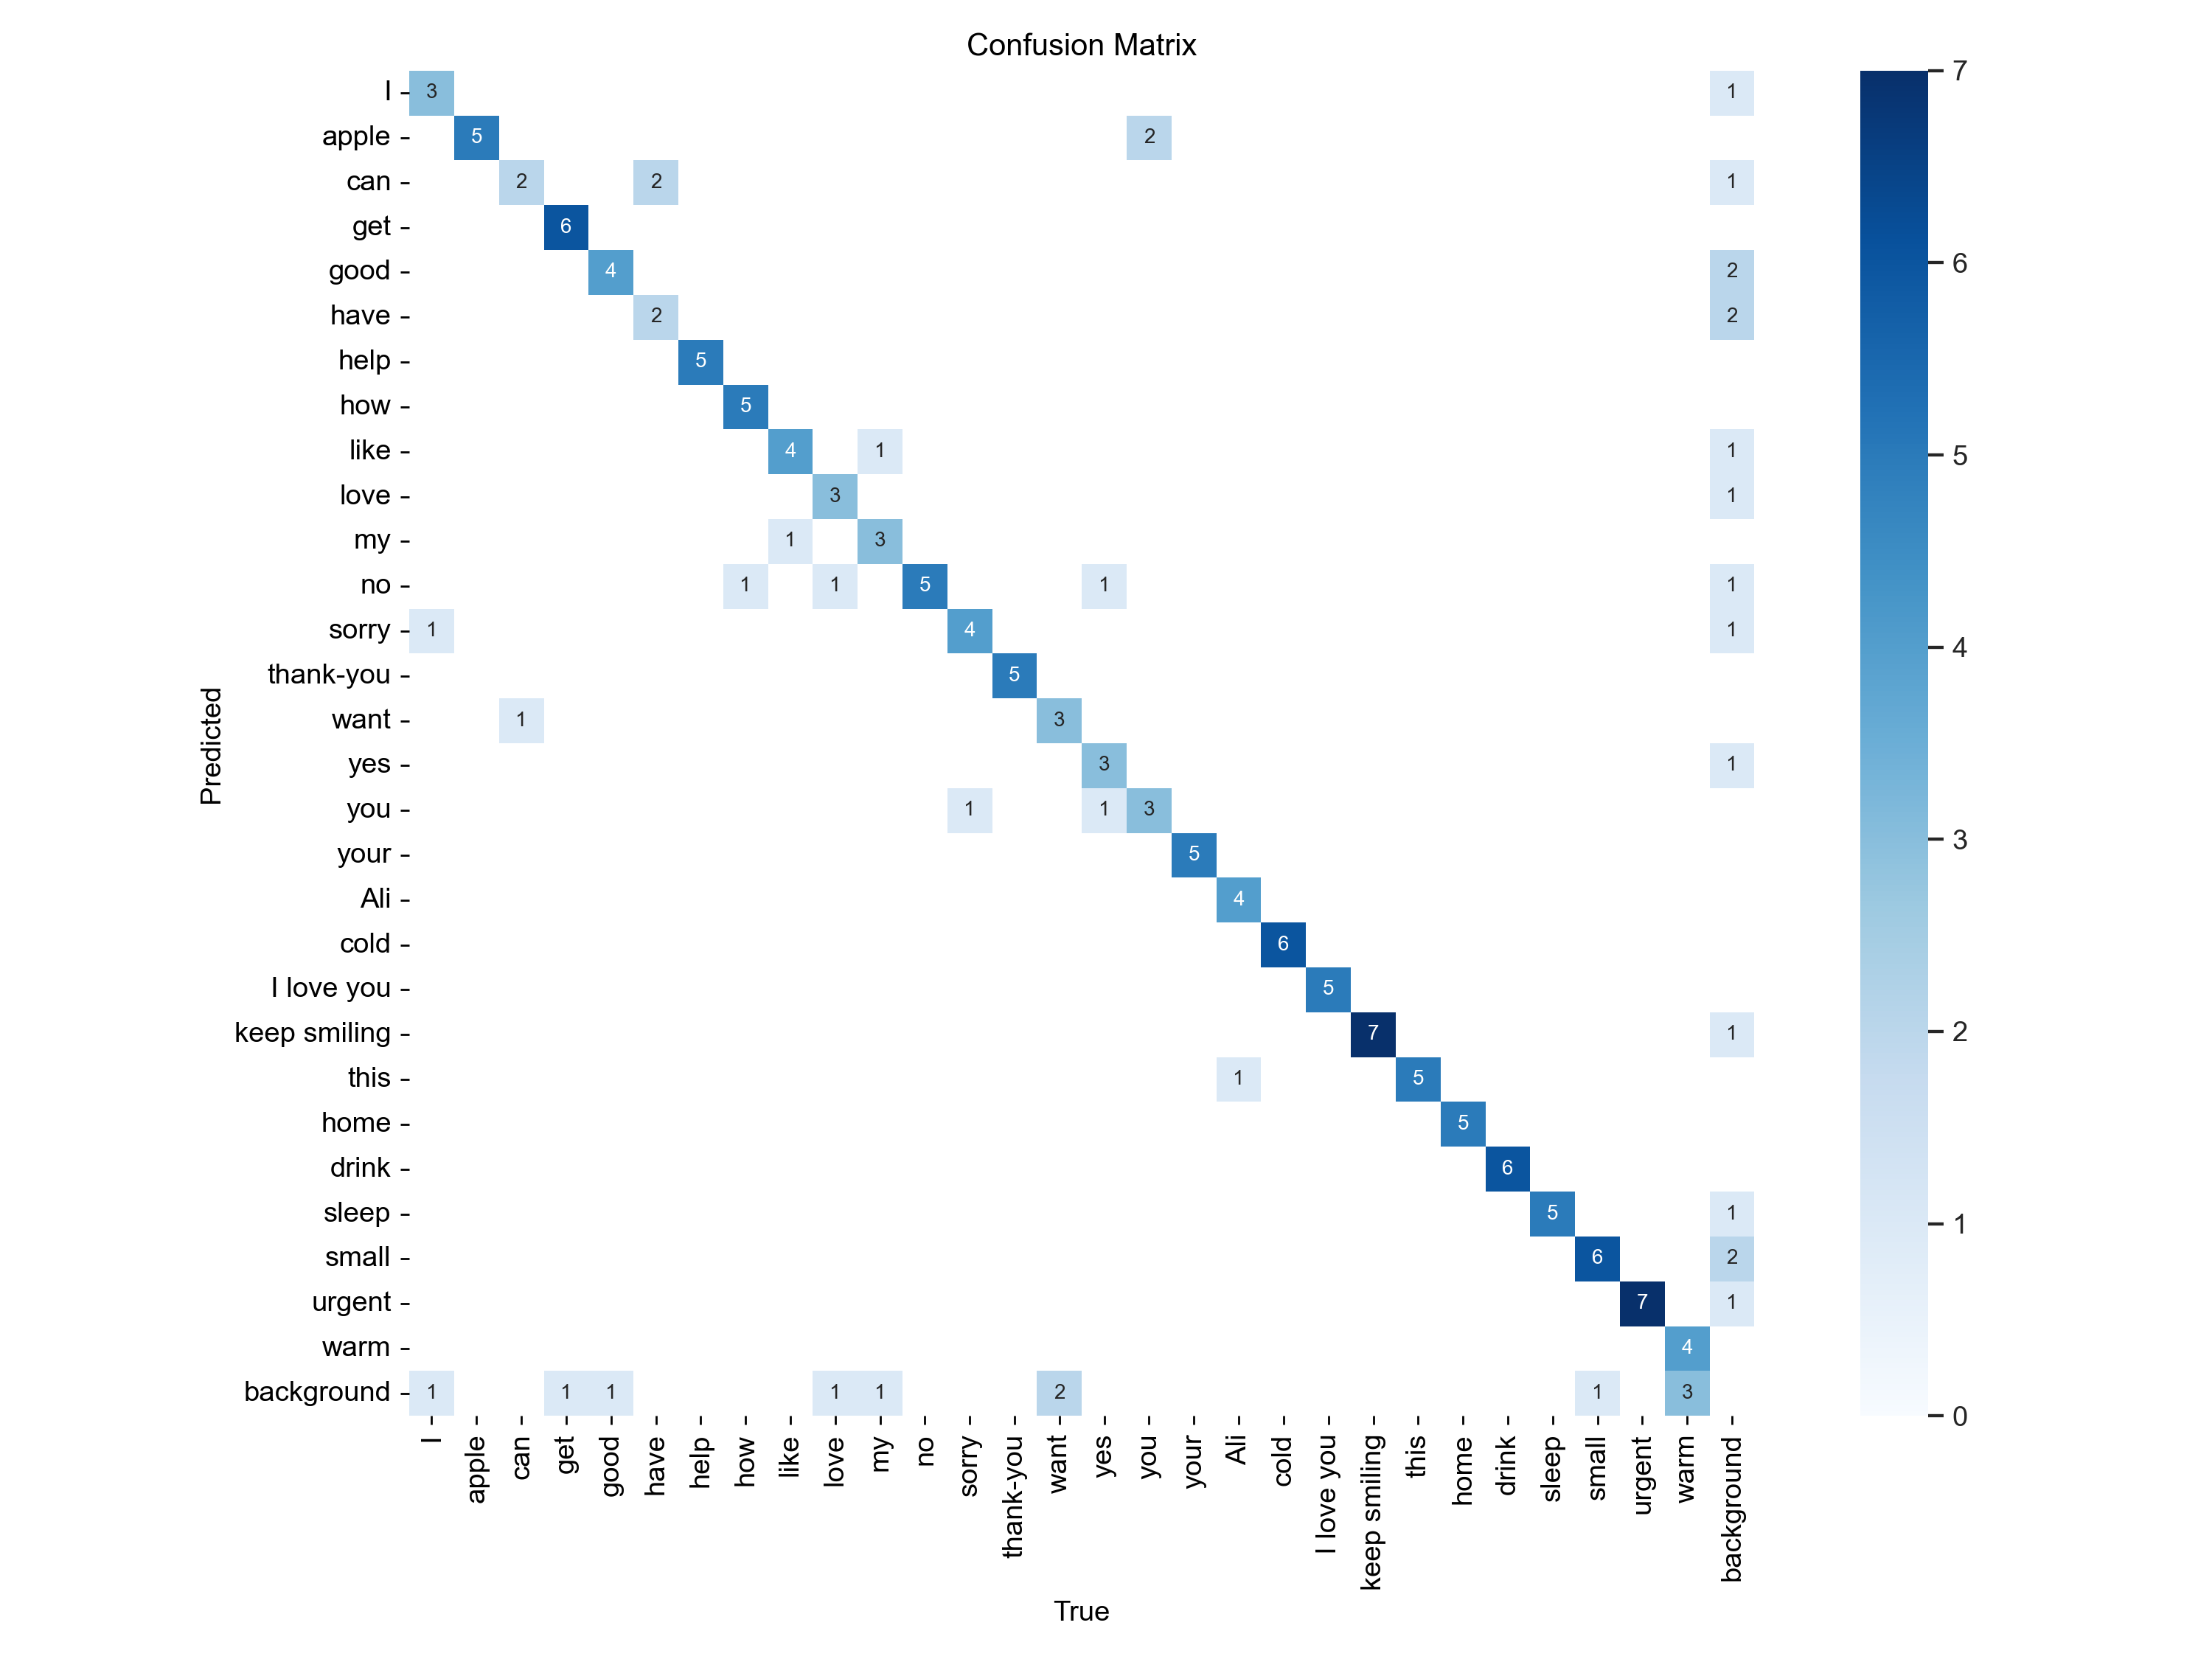 Confusion Matrix
I 3 1
apple 5 2
can 2 2 1
get 6
good 4 2
have 2 2
help 5
how 5
like 4 1 1
love 3 1
my 1 3
no 1 1 5 1 1
sorry 1 4 1
thank-you 5
want 1 3
yes 3 1
you 1 1 3
your 5
Ali 4
cold 6
I love you 5
keep smiling 7 1
this 1 5
home 5
drink 6
sleep 5 1
small 6 2
urgent 7 1
warm 4
background 1 1 1 1 1 2 1 3
Predicted
I apple can get good have help how like love my no sorry thank-you want yes you your Ali cold I love you keep smiling this home drink sleep small urgent warm background
True
7
6
5
4
3
2
1
0